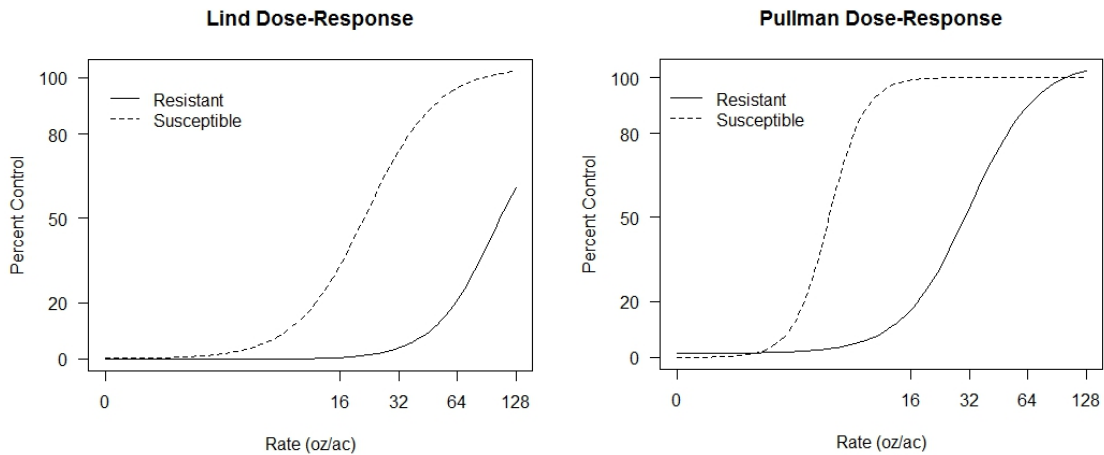 Lind Dose-Response
Percent Control
100
80
50
20
0
Resistant
Susceptible
0 16 32 64 128
Rate (oz/ac)
Pullman Dose-Response
Percent Control
100
80
50
20
0
Resistant
Susceptible
0 16 32 64 128
Rate (oz/ac)